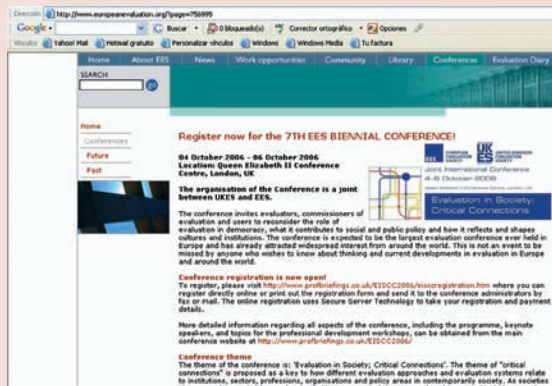 Dirección http://www.europeanevaluation.org/?page=756995
Google Buscar 0 bloqueado(s) Corrector ortográfico Opciones
Vínculos Yahoo! Mail Hotmail gratuito Personalizar vínculos Windows Windows Media Tu factura
Home About EES News Work opportunities Community Library Conferences Evaluation Diary
SEARCH
go
Home
Conferences
Future
Past
Register now for the 7TH EES BIENNIAL CONFERENCE!
04 October 2006 - 06 October 2006
Location: Queen Elizabeth II Conference
Centre, London, UK
The organisation of the Conference is a joint
between UKES and EES.
EES EUROPEAN EVALUATION SOCIETY
UK ES UNITED KINGDOM EVALUATION SOCIETY
Joint International Conference
4-6 October 2006
Evaluation in Society:
Critical Connections
The conference invites evaluators, commissioners of
evaluation and users to reconsider the role of
evaluation in democracy, what it contributes to social and public policy and how it reflects and shapes
cultures and institutions. The conference is expected to be the largest evaluation conference ever held in
Europe and has already attracted widespread interest from around the world. This is not an event to be
missed by anyone who wishes to know about thinking and current developments in evaluation in Europe
and around the world.
Conference registration is now open!
To register, please visit http://www.profbriefings.co.uk/EISCC2006/eisccregistration.htm where you can
register directly online or print out the registration form and send it to the conference administrators by
fax or mail. The online registration uses Secure Server Technology to take your registration and payment
details.
More detailed information regarding all aspects of the conference, including the programme, keynote
speakers, and topics for the professional development workshops, can be obtained from the main
conference website at http://www.profbriefings.co.uk/EISCC2006/
Conference theme
The theme of the conference is: 'Evaluation in Society; Critical Connections'. The theme of "critical
connections" is proposed as a key to how different evaluation approaches and evaluation systems relate
to institutions, sectors, professions, organisations and policy areas in contemporarily society. As societies